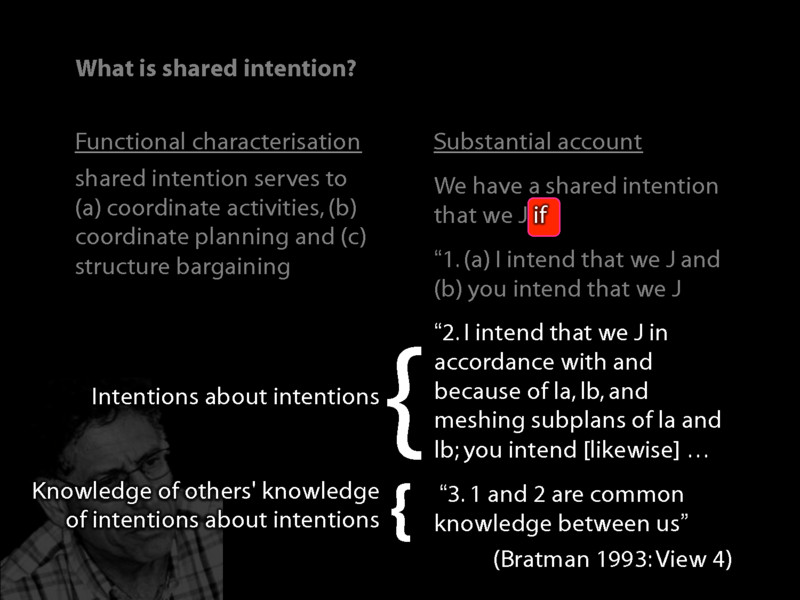 What is shared intention?
Functional characterisation
shared intention serves to
(a) coordinate activities, (b)
coordinate planning and (c)
structure bargaining
Substantial account
We have a shared intention
that we J if
“1. (a) I intend that we J and
(b) you intend that we J
Intentions about intentions
“2. I intend that we J in
accordance with and
because of la, lb, and
meshing subplans of la and
lb; you intend [likewise] …
Knowledge of others' knowledge
of intentions about intentions
“3. 1 and 2 are common
knowledge between us”
(Bratman 1993: View 4)